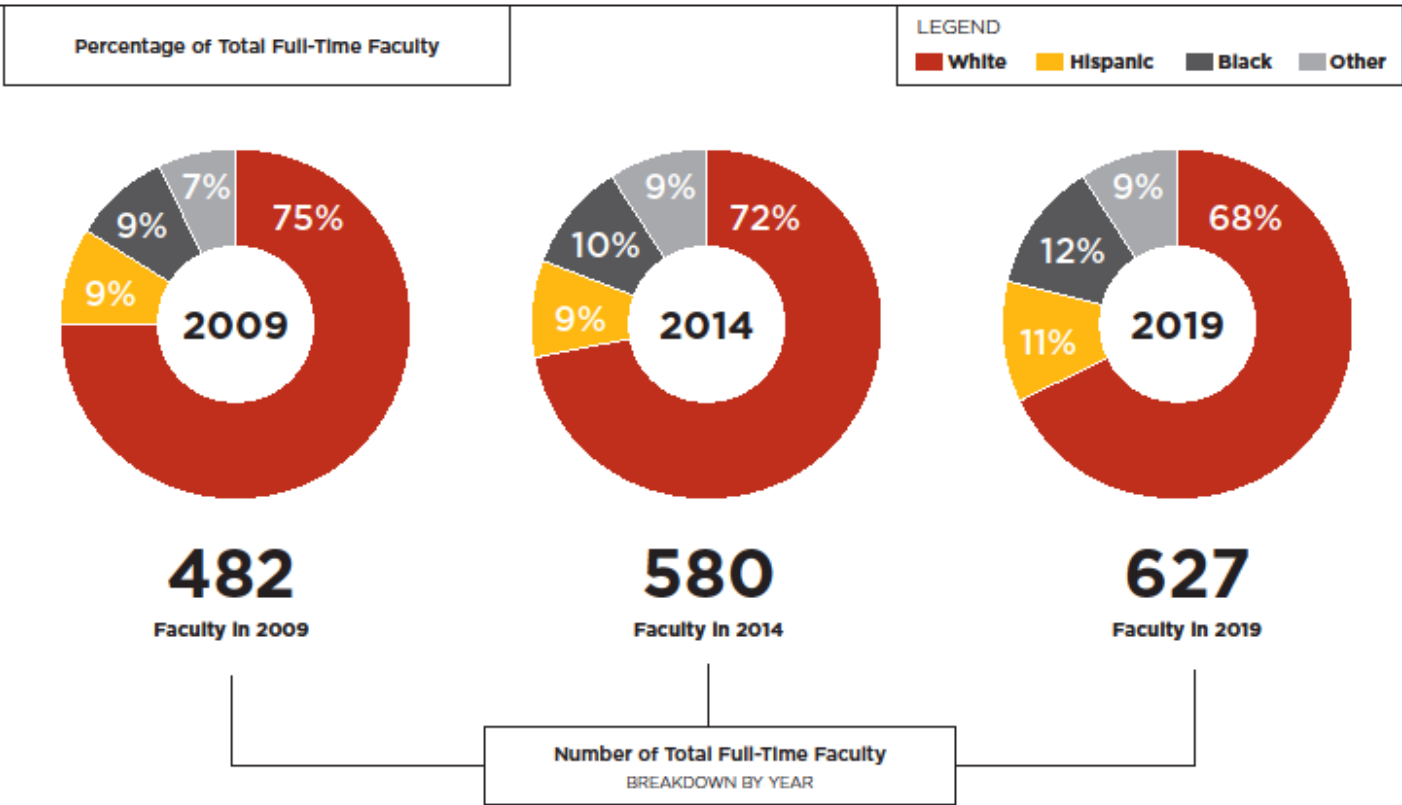 Percentage of Total Full-Time Faculty
LEGEND
White Hispanic Black Other
7%
75%
9%
9%
2009
9%
72%
10%
9%
2014
9%
68%
12%
11%
2019
482
Faculty in 2009
580
Faculty in 2014
627
Faculty in 2019
Number of Total Full-Time Faculty
BREAKDOWN BY YEAR